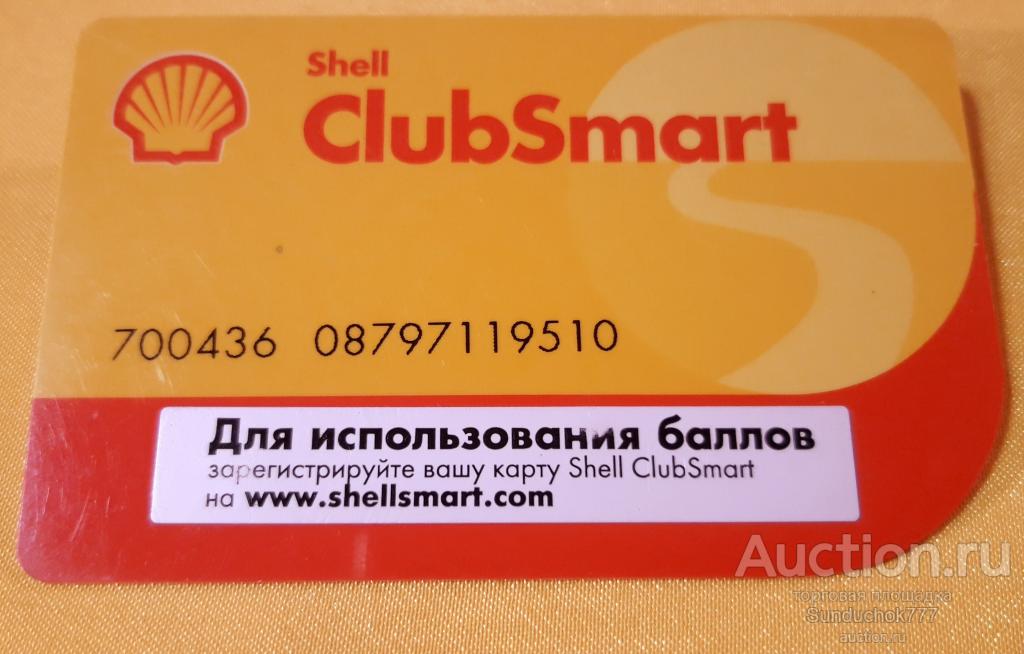 Shell
ClubSmart
700436 08797119510
Для использования баллов
зарегистрируйте вашу карту Shell ClubSmart
на www.shellsmart.com
Auction.ru
торговая площадка
Sunduchok777
auction.ru